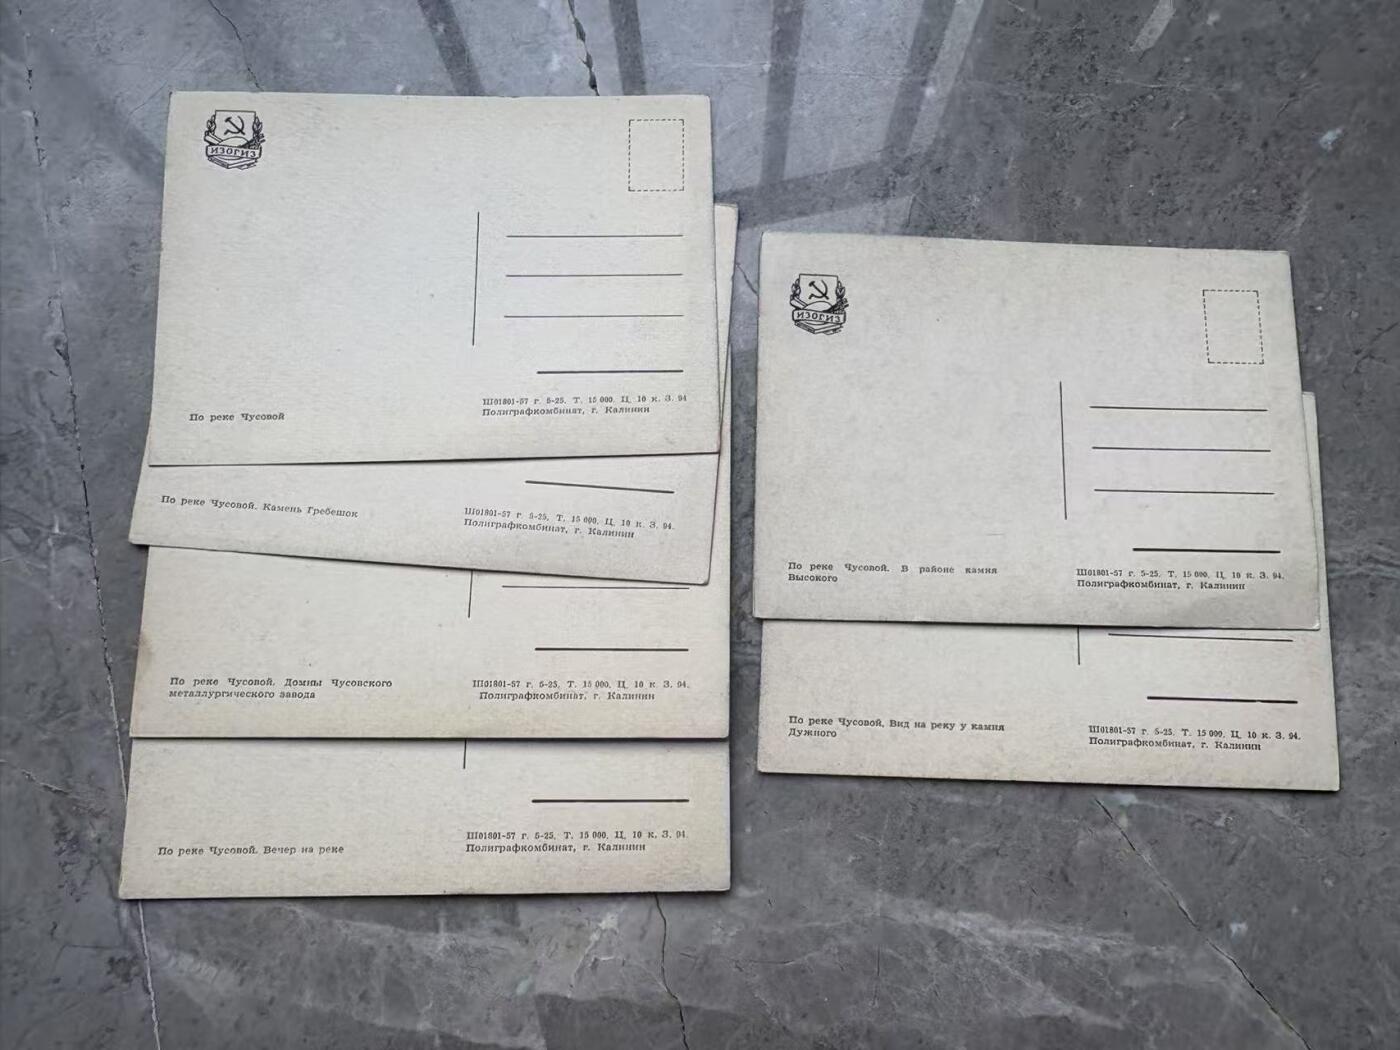 ИЗОГИЗ
По реке Чусовой
Ш01801-57 г. 5-25. Т. 15 000. Ц. 10 к. З. 94
Полиграфкомбинат, г. Калинин
По реке Чусовой. Камень Гребешок
Ш01801-57 г. 5-25. Т. 15 000. Ц. 10 к. З. 94.
Полиграфкомбинат, г. Калинин
По реке Чусовой. Домны Чусовского
металлургического завода
Ш01801-57 г. 5-25. Т. 15 000. Ц. 10 к. З. 94.
Полиграфкомбинат, г. Калинин
По реке Чусовой. Вечер на реке
Ш01801-57 г. 5-25. Т. 15 000. Ц. 10 к. З. 94.
Полиграфкомбинат, г. Калинин
ИЗОГИЗ
По реке Чусовой. В районе камня
Высокого
Ш01801-57 г. 5-25. Т. 15 000. Ц. 10 к. З. 94.
Полиграфкомбинат, г. Калинин
По реке Чусовой. Вид на реку у камня
Дужного
Ш01801-57 г. 5-25. Т. 15 000. Ц. 10 к. З. 94.
Полиграфкомбинат, г. Калинин